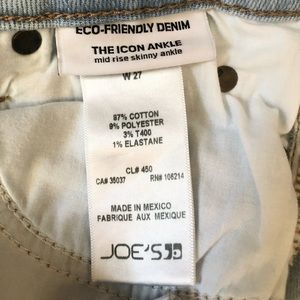 ECO-FRIENDLY DENIM
THE ICON ANKLE
mid rise skinny ankle
W 27
87% COTTON
9% POLYESTER
3% T400
1% ELASTANE
CL# 450
CA# 35037 RN# 106214
MADE IN MEXICO
FABRIQUE AUX MEXIQUE
JOE'S